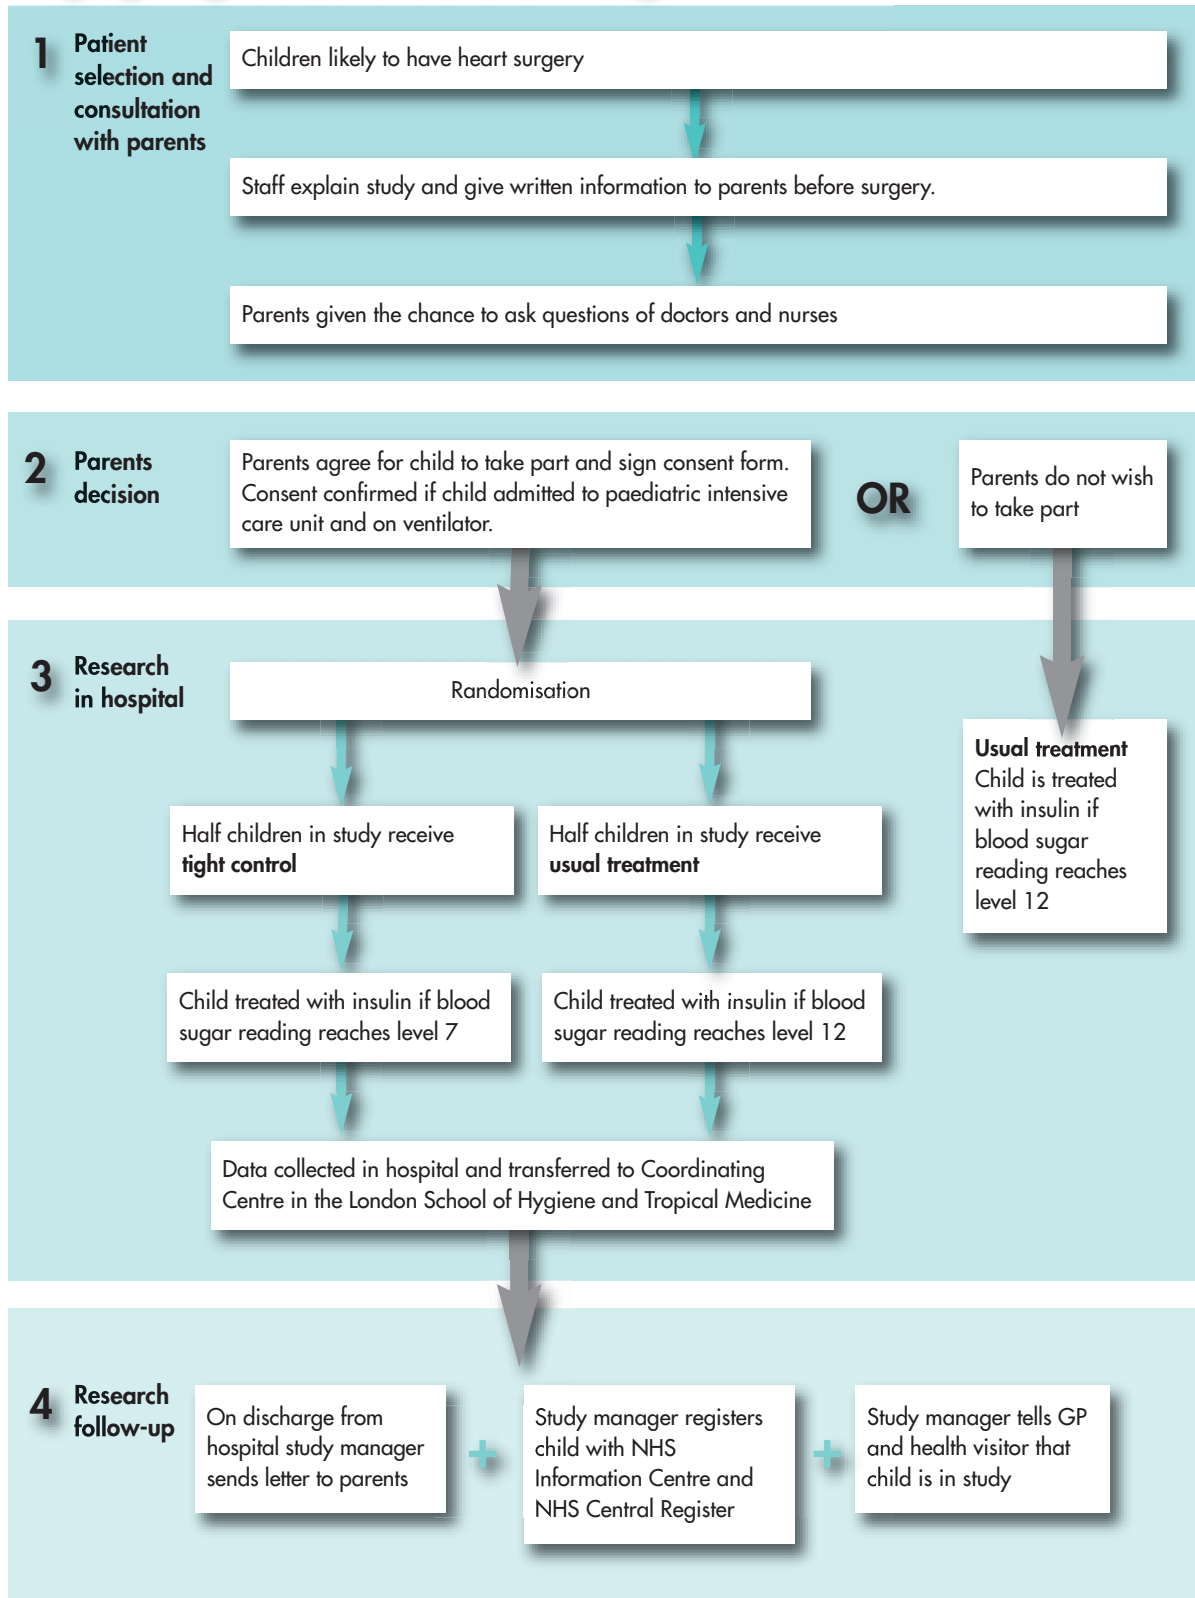 1 Patient
selection and
consultation
with parents
Children likely to have heart surgery
Staff explain study and give written information to parents before surgery.
Parents given the chance to ask questions of doctors and nurses
2 Parents
decision
Parents agree for child to take part and sign consent form.
Consent confirmed if child admitted to paediatric intensive
care unit and on ventilator.
OR
Parents do not wish
to take part
3 Research
in hospital
Randomisation
Usual treatment
Child is treated
with insulin if
blood sugar
reading reaches
level 12
Half children in study receive
tight control
Half children in study receive
usual treatment
Child treated with insulin if blood
sugar reading reaches level 7
Child treated with insulin if blood
sugar reading reaches level 12
Data collected in hospital and transferred to Coordinating
Centre in the London School of Hygiene and Tropical Medicine
4 Research
follow-up
On discharge from
hospital study manager
sends letter to parents
+
Study manager registers
child with NHS
Information Centre and
NHS Central Register
+
Study manager tells GP
and health visitor that
child is in study